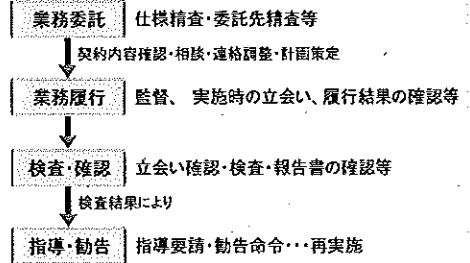 業務委託 仕様精査・委託先精査等
契約内容確認・相談・連絡調整・計画策定
業務履行 監督、実施時の立会い、履行結果の確認等
検査・確認 立会い確認・検査・報告書の確認等
検査結果により
指導・勧告 指導要請・勧告命令・・・再実施